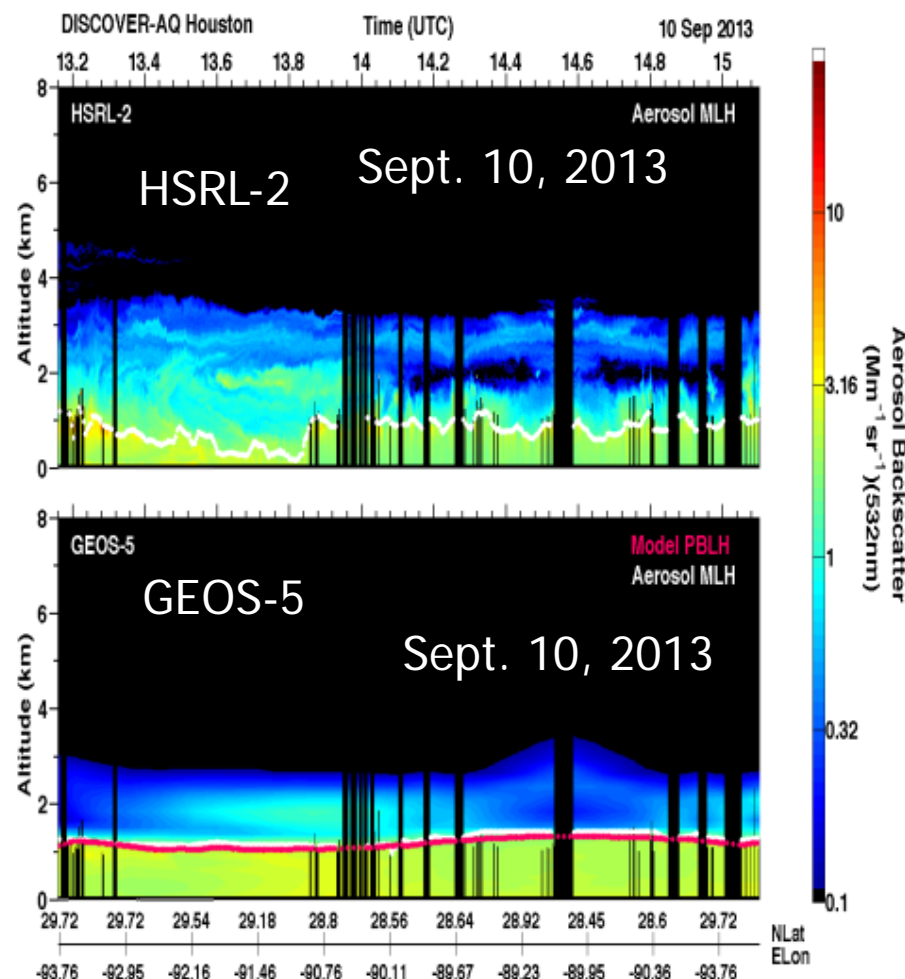 DISCOVER-AQ Houston Time (UTC) 10 Sep 2013
13.2 13.4 13.6 13.8 14 14.2 14.4 14.6 14.8 15
HSRL-2 Aerosol MLH
HSRL-2 Sept. 10, 2013
Altitude (km)
8
6
4
2
0
GEOS-5 Model PBLH
Aerosol MLH
GEOS-5
Sept. 10, 2013
Altitude (km)
8
6
4
2
0
29.72 29.72 29.54 29.18 28.8 28.56 28.64 28.92 28.45 28.6 29.72 NLat
-93.76 -92.95 -92.16 -91.46 -90.76 -90.11 -89.67 -89.23 -89.95 -90.36 -93.76 ELon
10
3.16
1
0.32
0.1
Aerosol Backscatter
(Mm⁻¹ sr⁻¹)(532nm)